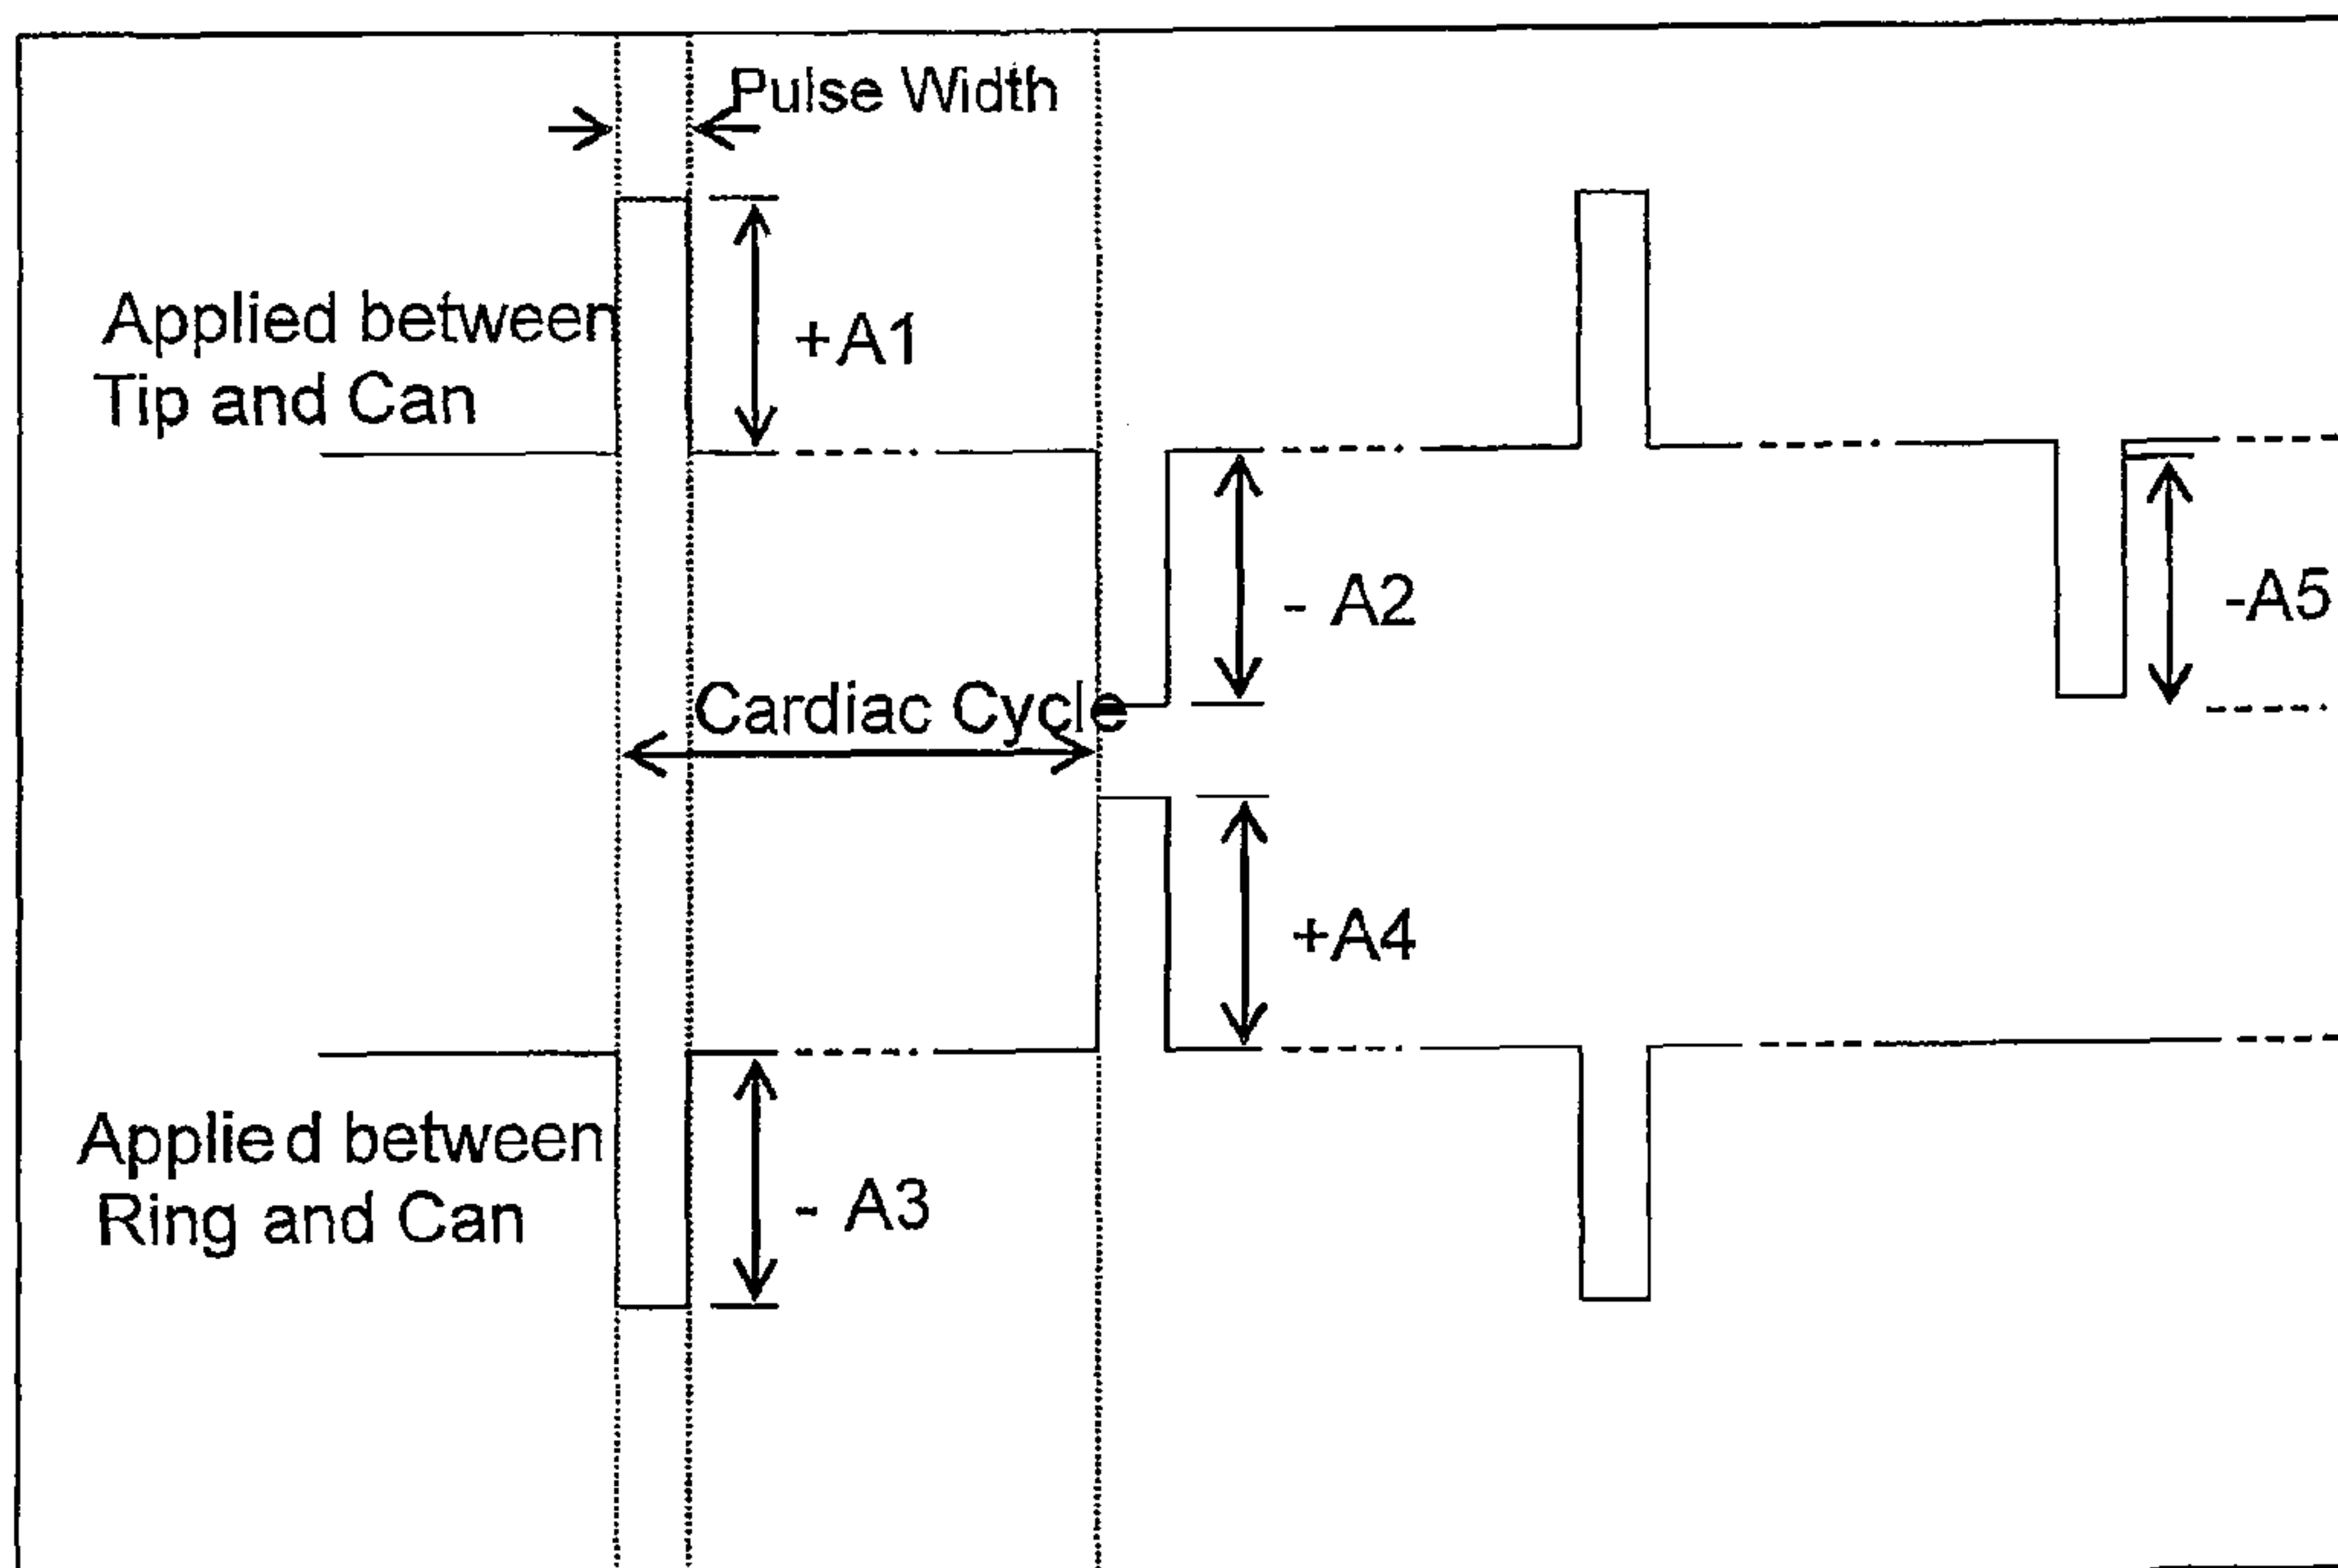 Pulse Width
Applied between
Tip and Can
+A1
- A2
-A5
Cardiac Cycle
+A4
Applied between
Ring and Can
- A3